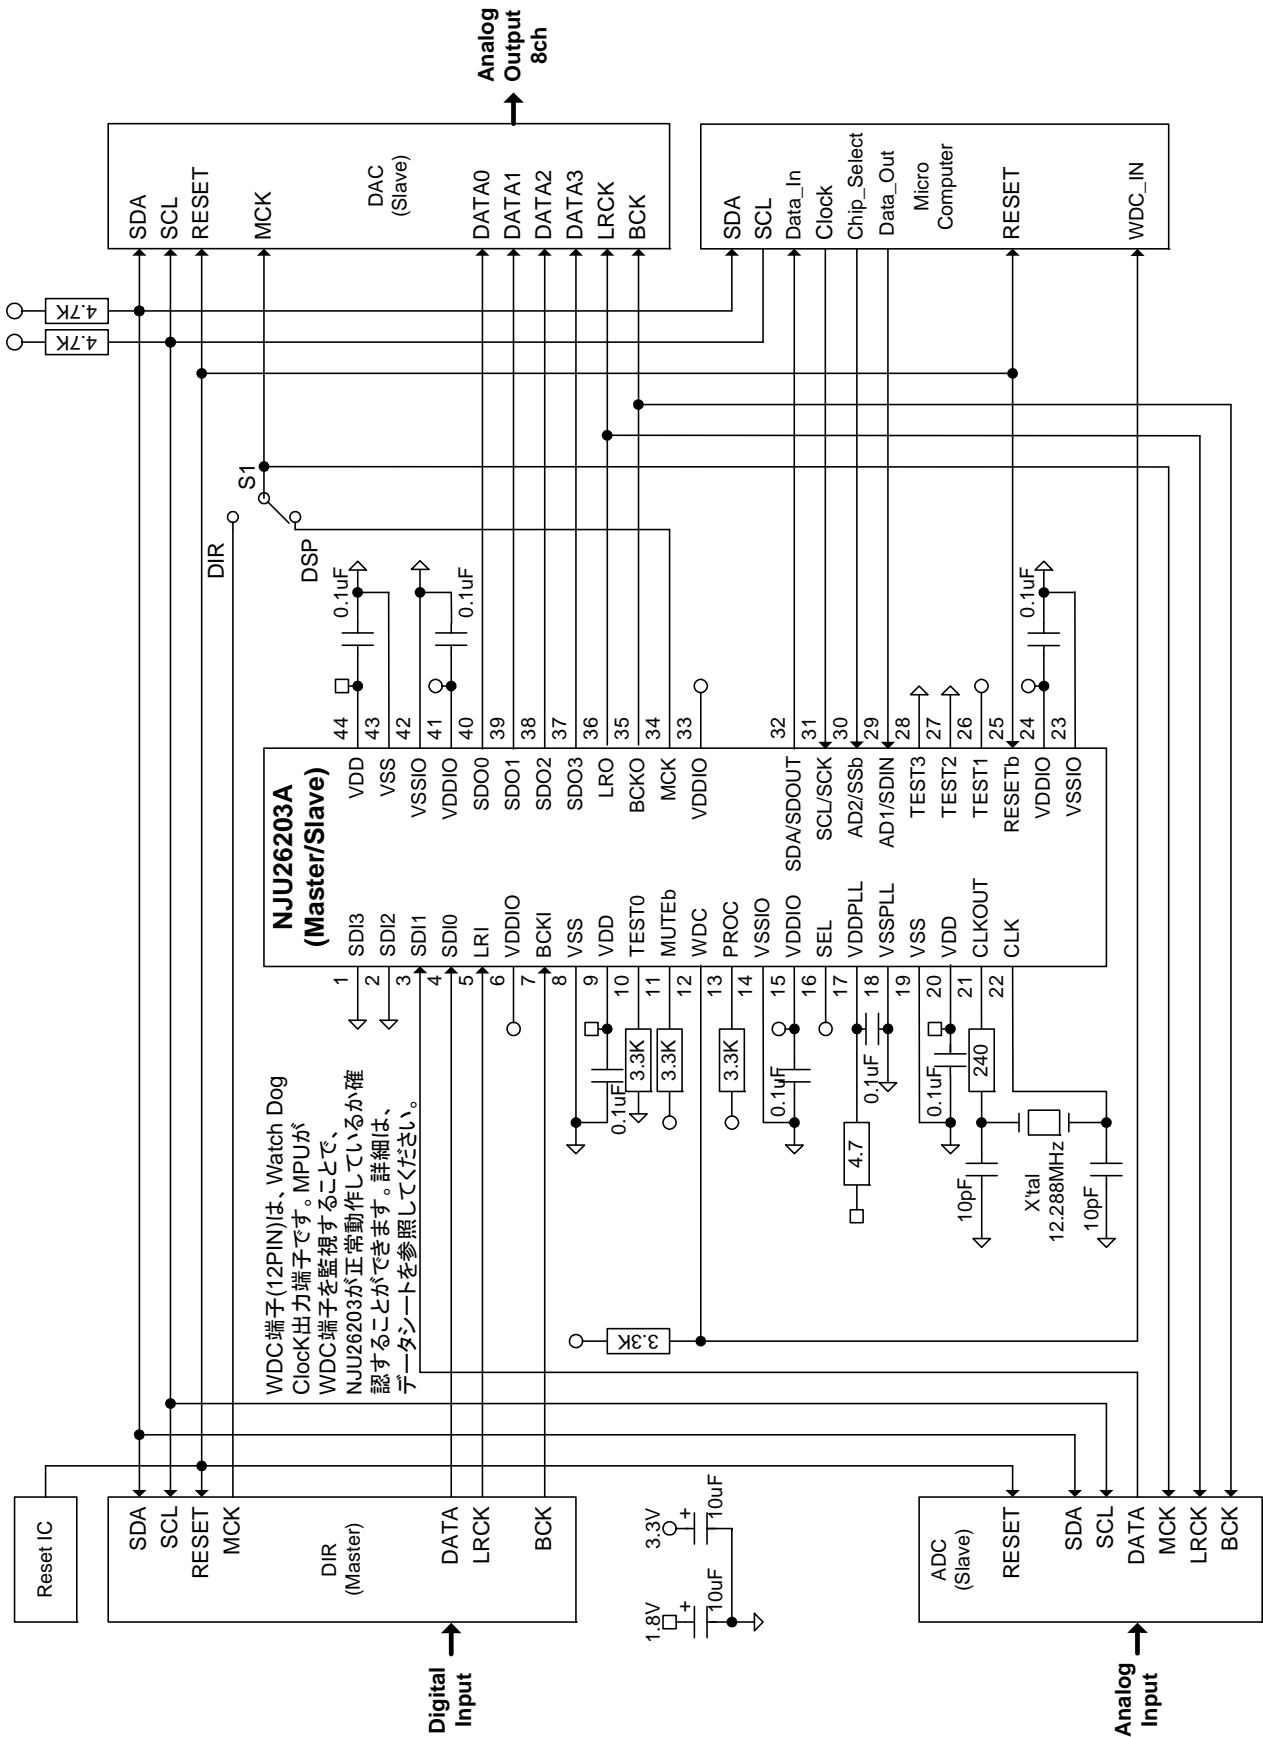 Reset IC
SDA
SCL
RESET
MCK
DIR
(Master)
DATA
LRCK
BCK
Digital
Input
1.8V
+
10uF
3.3V
+
10uF
RESET
ADC
(Slave)
SDA
SCL
DATA
MCK
LRCK
BCK
Analog
Input
WDC端子(12PIN)は、Watch Dog
ClocK出力端子です。MPUが
WDC端子を監視することで、
NJU26203が正常動作しているか確
認することができます。詳細は、
データシートを参照してください。
3.3K
NJU26203A
(Master/Slave)
1 SDI3
2 SDI2
3 SDI1
4 SDI0
5 LRI
6 VDDIO
7 BCKI
8 VSS
9 VDD
10 TEST0
11 MUTEb
12 WDC
13 PROC
14 VSSIO
15 VDDIO
16 SEL
17 VDDPLL
18 VSSPLL
19 VSS
20 VDD
21 CLKOUT
22 CLK
0.1uF
3.3K
3.3K
3.3K
0.1uF
4.7
0.1uF
0.1uF
240
10pF
X'tal
12.288MHz
10pF
44 VDD
43 VSS
42 VSSIO
41 VDDIO
40 SDO0
39 SDO1
38 SDO2
37 SDO3
36 LRO
35 BCKO
34 MCK
33 VDDIO
32 SDA/SDOUT
31 SCL/SCK
30 AD2/SSb
29 AD1/SDIN
28 TEST3
27 TEST2
26 TEST1
25 RESETb
24 VDDIO
23 VSSIO
0.1uF
0.1uF
0.1uF
DIR
S1
DSP
4.7K
4.7K
SDA
SCL
RESET
MCK
DAC
(Slave)
DATA0
DATA1
DATA2
DATA3
LRCK
BCK
Analog
Output
8ch
SDA
SCL
Data_In
Clock
Chip_Select
Data_Out
Micro
Computer
RESET
WDC_IN